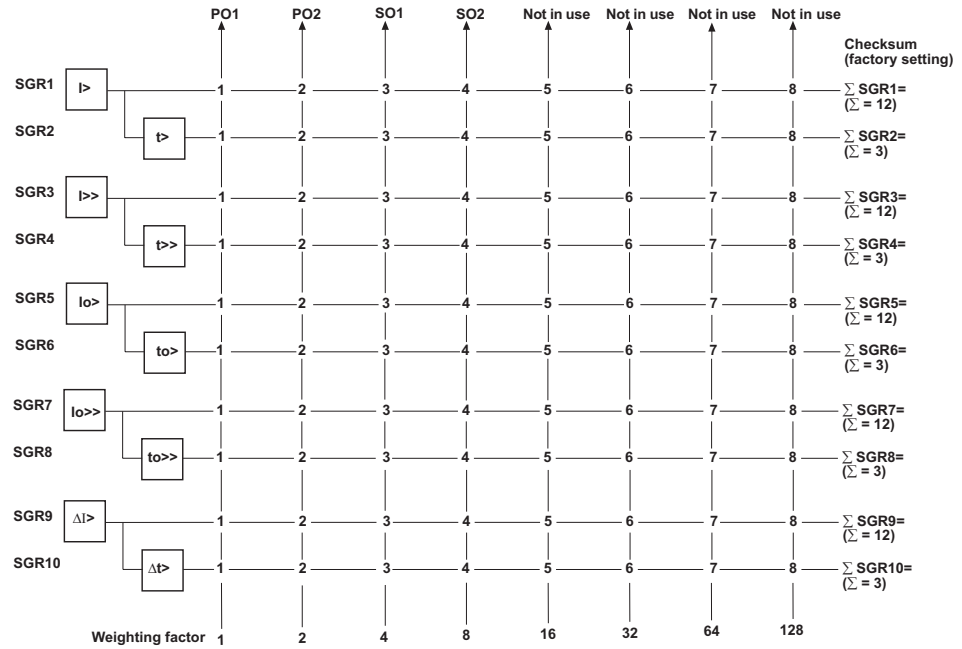 PO1 PO2 SO1 SO2 Not in use Not in use Not in use Not in use
Checksum
(factory setting)
SGR1 I> 1 2 3 4 5 6 7 8 ∑ SGR1=
(∑ = 12)
SGR2 t> 1 2 3 4 5 6 7 8 ∑ SGR2=
(∑ = 3)
SGR3 I>> 1 2 3 4 5 6 7 8 ∑ SGR3=
(∑ = 12)
SGR4 t>> 1 2 3 4 5 6 7 8 ∑ SGR4=
(∑ = 3)
SGR5 Io> 1 2 3 4 5 6 7 8 ∑ SGR5=
(∑ = 12)
SGR6 to> 1 2 3 4 5 6 7 8 ∑ SGR6=
(∑ = 3)
SGR7 Io>> 1 2 3 4 5 6 7 8 ∑ SGR7=
(∑ = 12)
SGR8 to>> 1 2 3 4 5 6 7 8 ∑ SGR8=
(∑ = 3)
SGR9 ΔI> 1 2 3 4 5 6 7 8 ∑ SGR9=
(∑ = 12)
SGR10 Δt> 1 2 3 4 5 6 7 8 ∑ SGR10=
(∑ = 3)
Weighting factor 1 2 4 8 16 32 64 128